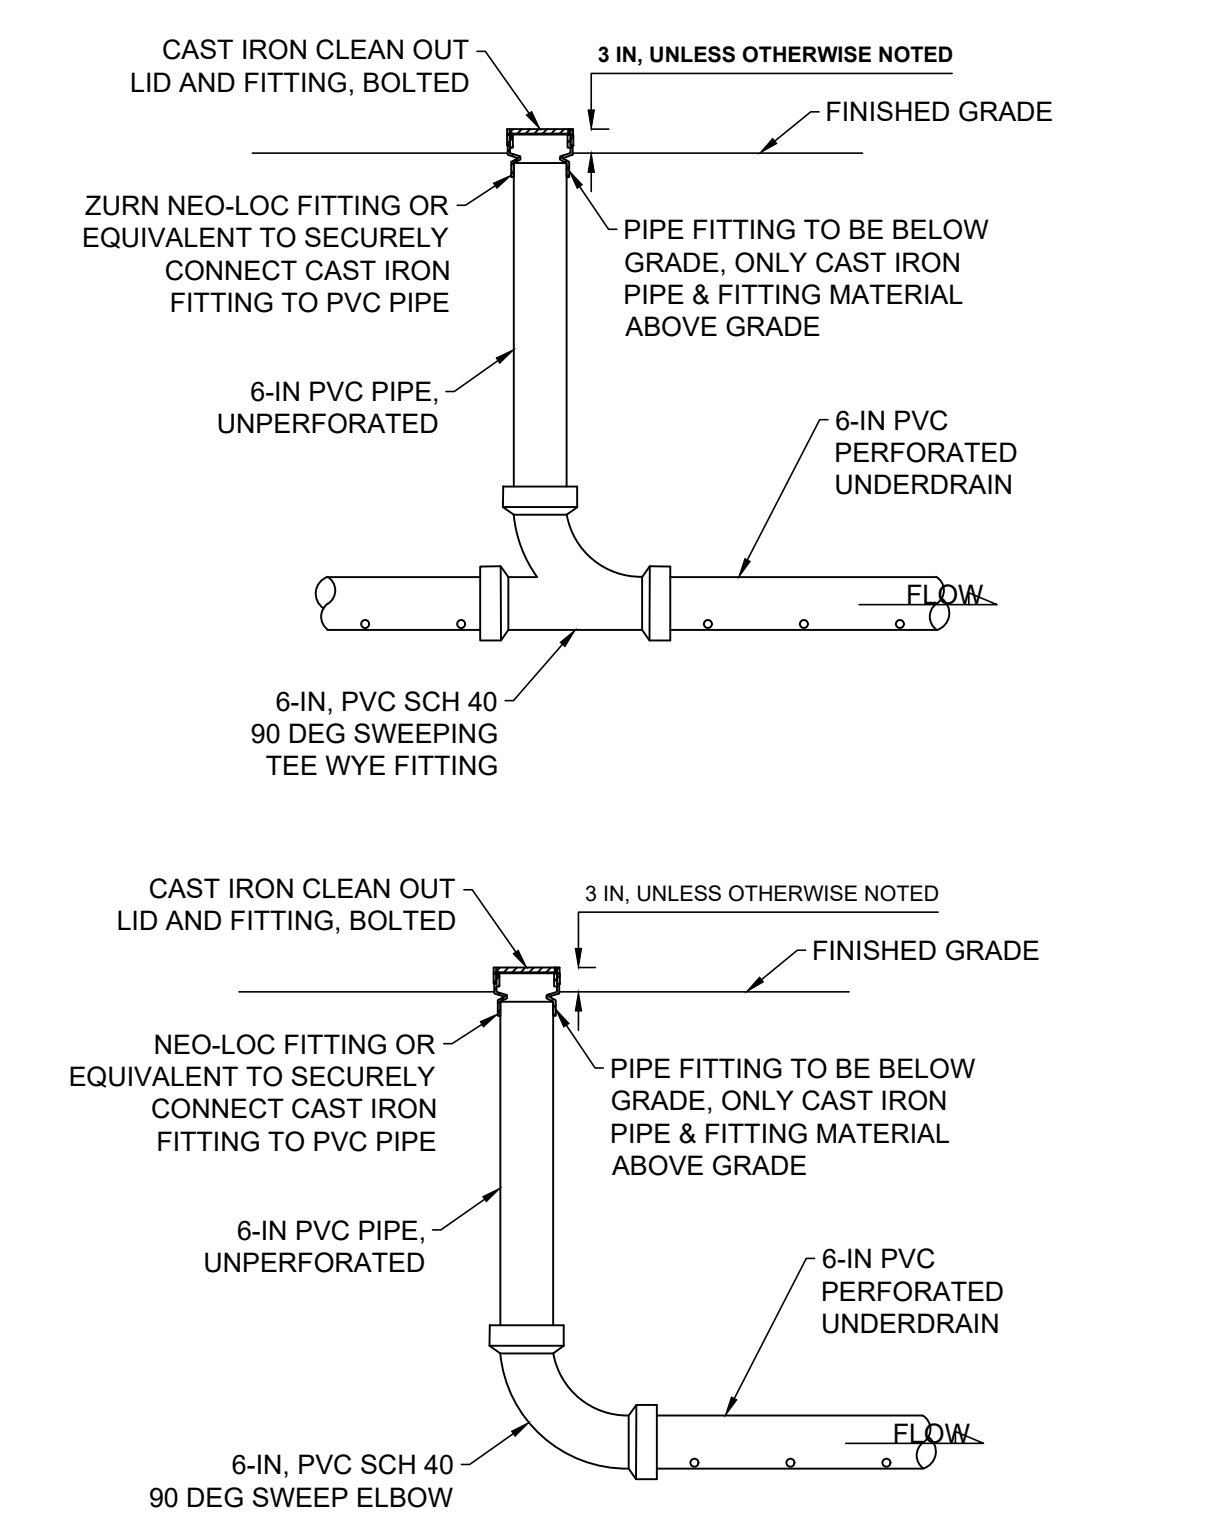 CAST IRON CLEAN OUT
LID AND FITTING, BOLTED
3 IN, UNLESS OTHERWISE NOTED
FINISHED GRADE
ZURN NEO-LOC FITTING OR
EQUIVALENT TO SECURELY
CONNECT CAST IRON
FITTING TO PVC PIPE
PIPE FITTING TO BE BELOW
GRADE, ONLY CAST IRON
PIPE & FITTING MATERIAL
ABOVE GRADE
6-IN PVC PIPE,
UNPERFORATED
6-IN PVC
PERFORATED
UNDERDRAIN
FLOW
6-IN, PVC SCH 40
90 DEG SWEEPING
TEE WYE FITTING
CAST IRON CLEAN OUT
LID AND FITTING, BOLTED
3 IN, UNLESS OTHERWISE NOTED
FINISHED GRADE
NEO-LOC FITTING OR
EQUIVALENT TO SECURELY
CONNECT CAST IRON
FITTING TO PVC PIPE
PIPE FITTING TO BE BELOW
GRADE, ONLY CAST IRON
PIPE & FITTING MATERIAL
ABOVE GRADE
6-IN PVC PIPE,
UNPERFORATED
6-IN PVC
PERFORATED
UNDERDRAIN
FLOW
6-IN, PVC SCH 40
90 DEG SWEEP ELBOW